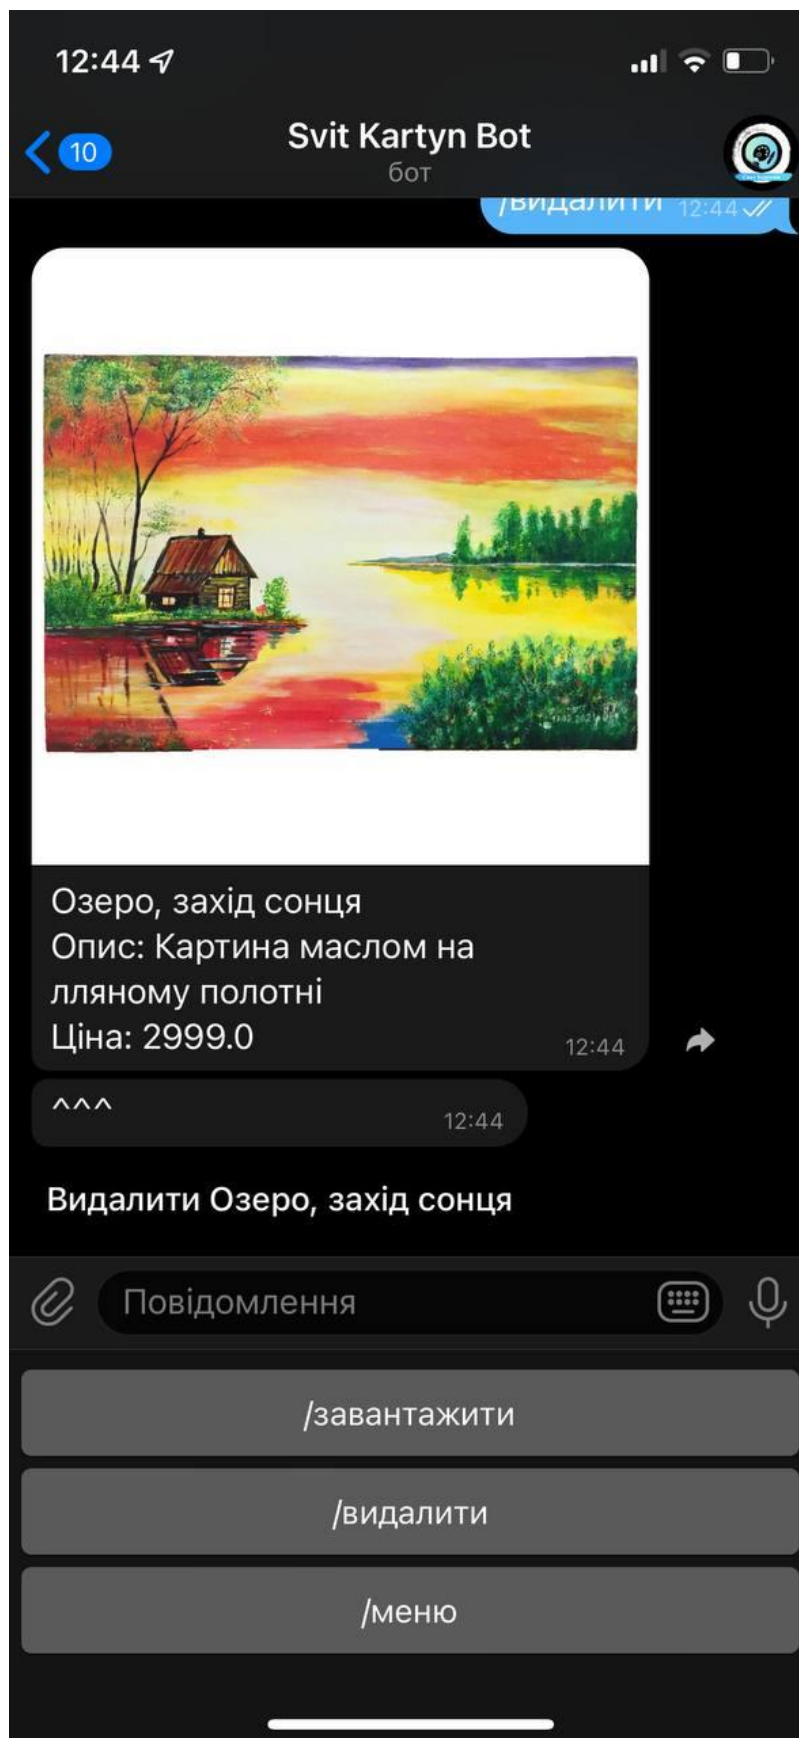 12:44
10
Svit Kartyn Bot
бот
/видалити 12:44
Озеро, захід сонця
Опис: Картина маслом на
лляному полотні
Ціна: 2999.0
12:44
^^^
12:44
Видалити Озеро, захід сонця
Повідомлення
/завантажити
/видалити
/меню